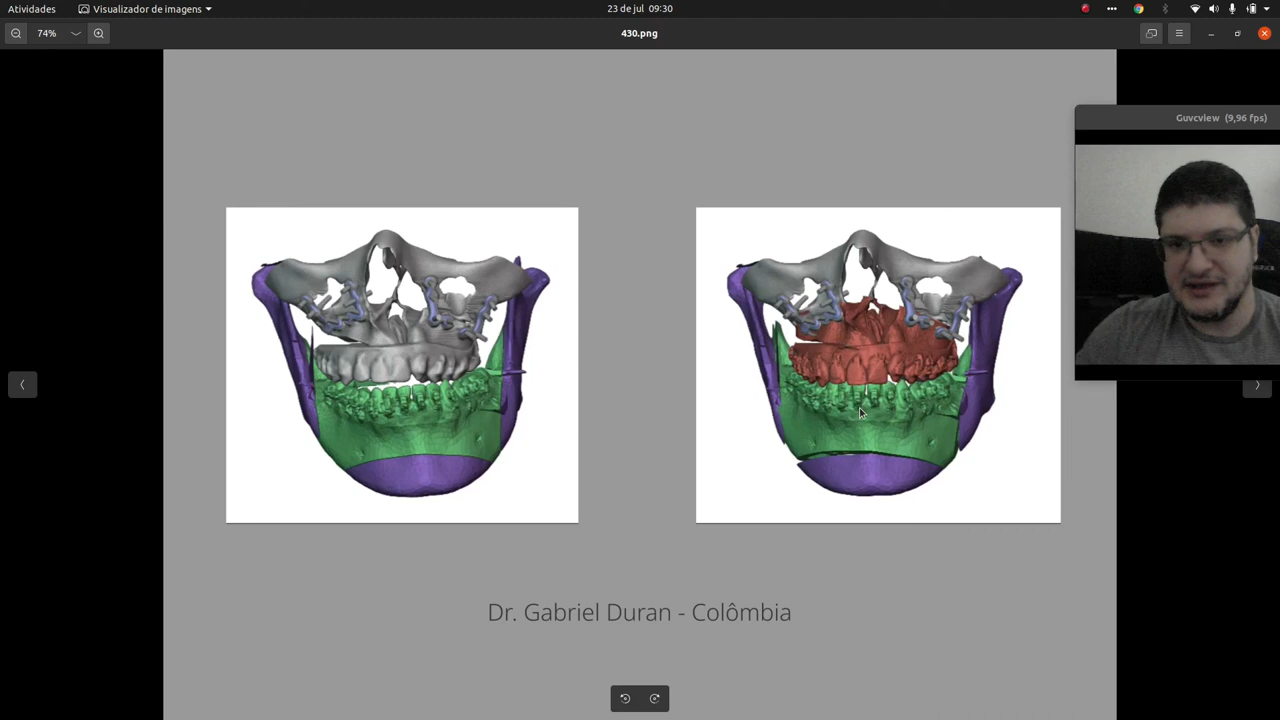 Atividades
Visualizador de imagens
23 de jul 09:30
74%
430.png
Guvcview (9,96 fps)
Dr. Gabriel Duran - Colômbia